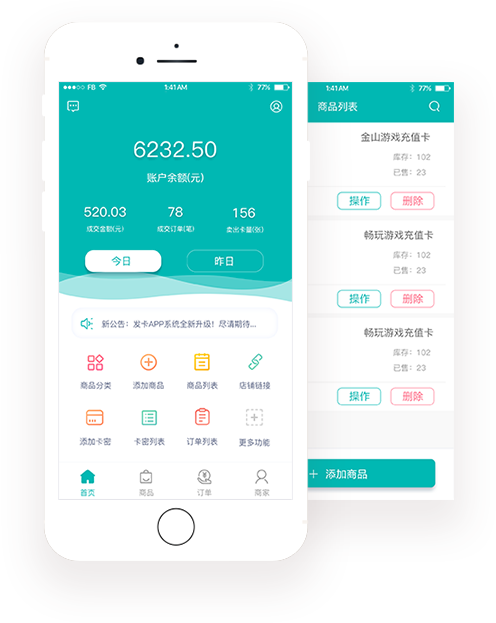 ●●●○○ FB 1:41AM 77%
6232.50
账户余额(元)
520.03 78 156
成交金额(元) 成交订单(笔) 卖出卡量(张)
今日 昨日
新公告：发卡APP系统全新升级！尽请期待...
商品分类 添加商品 商品列表 店铺链接
添加卡密 卡密列表 订单列表 更多功能
首页 商品 订单 商家
1:41AM 77%
商品列表
金山游戏充值卡
库存：102
已售：23
操作 删除
畅玩游戏充值卡
库存：102
已售：23
操作 删除
畅玩游戏充值卡
库存：102
已售：23
操作 删除
+ 添加商品